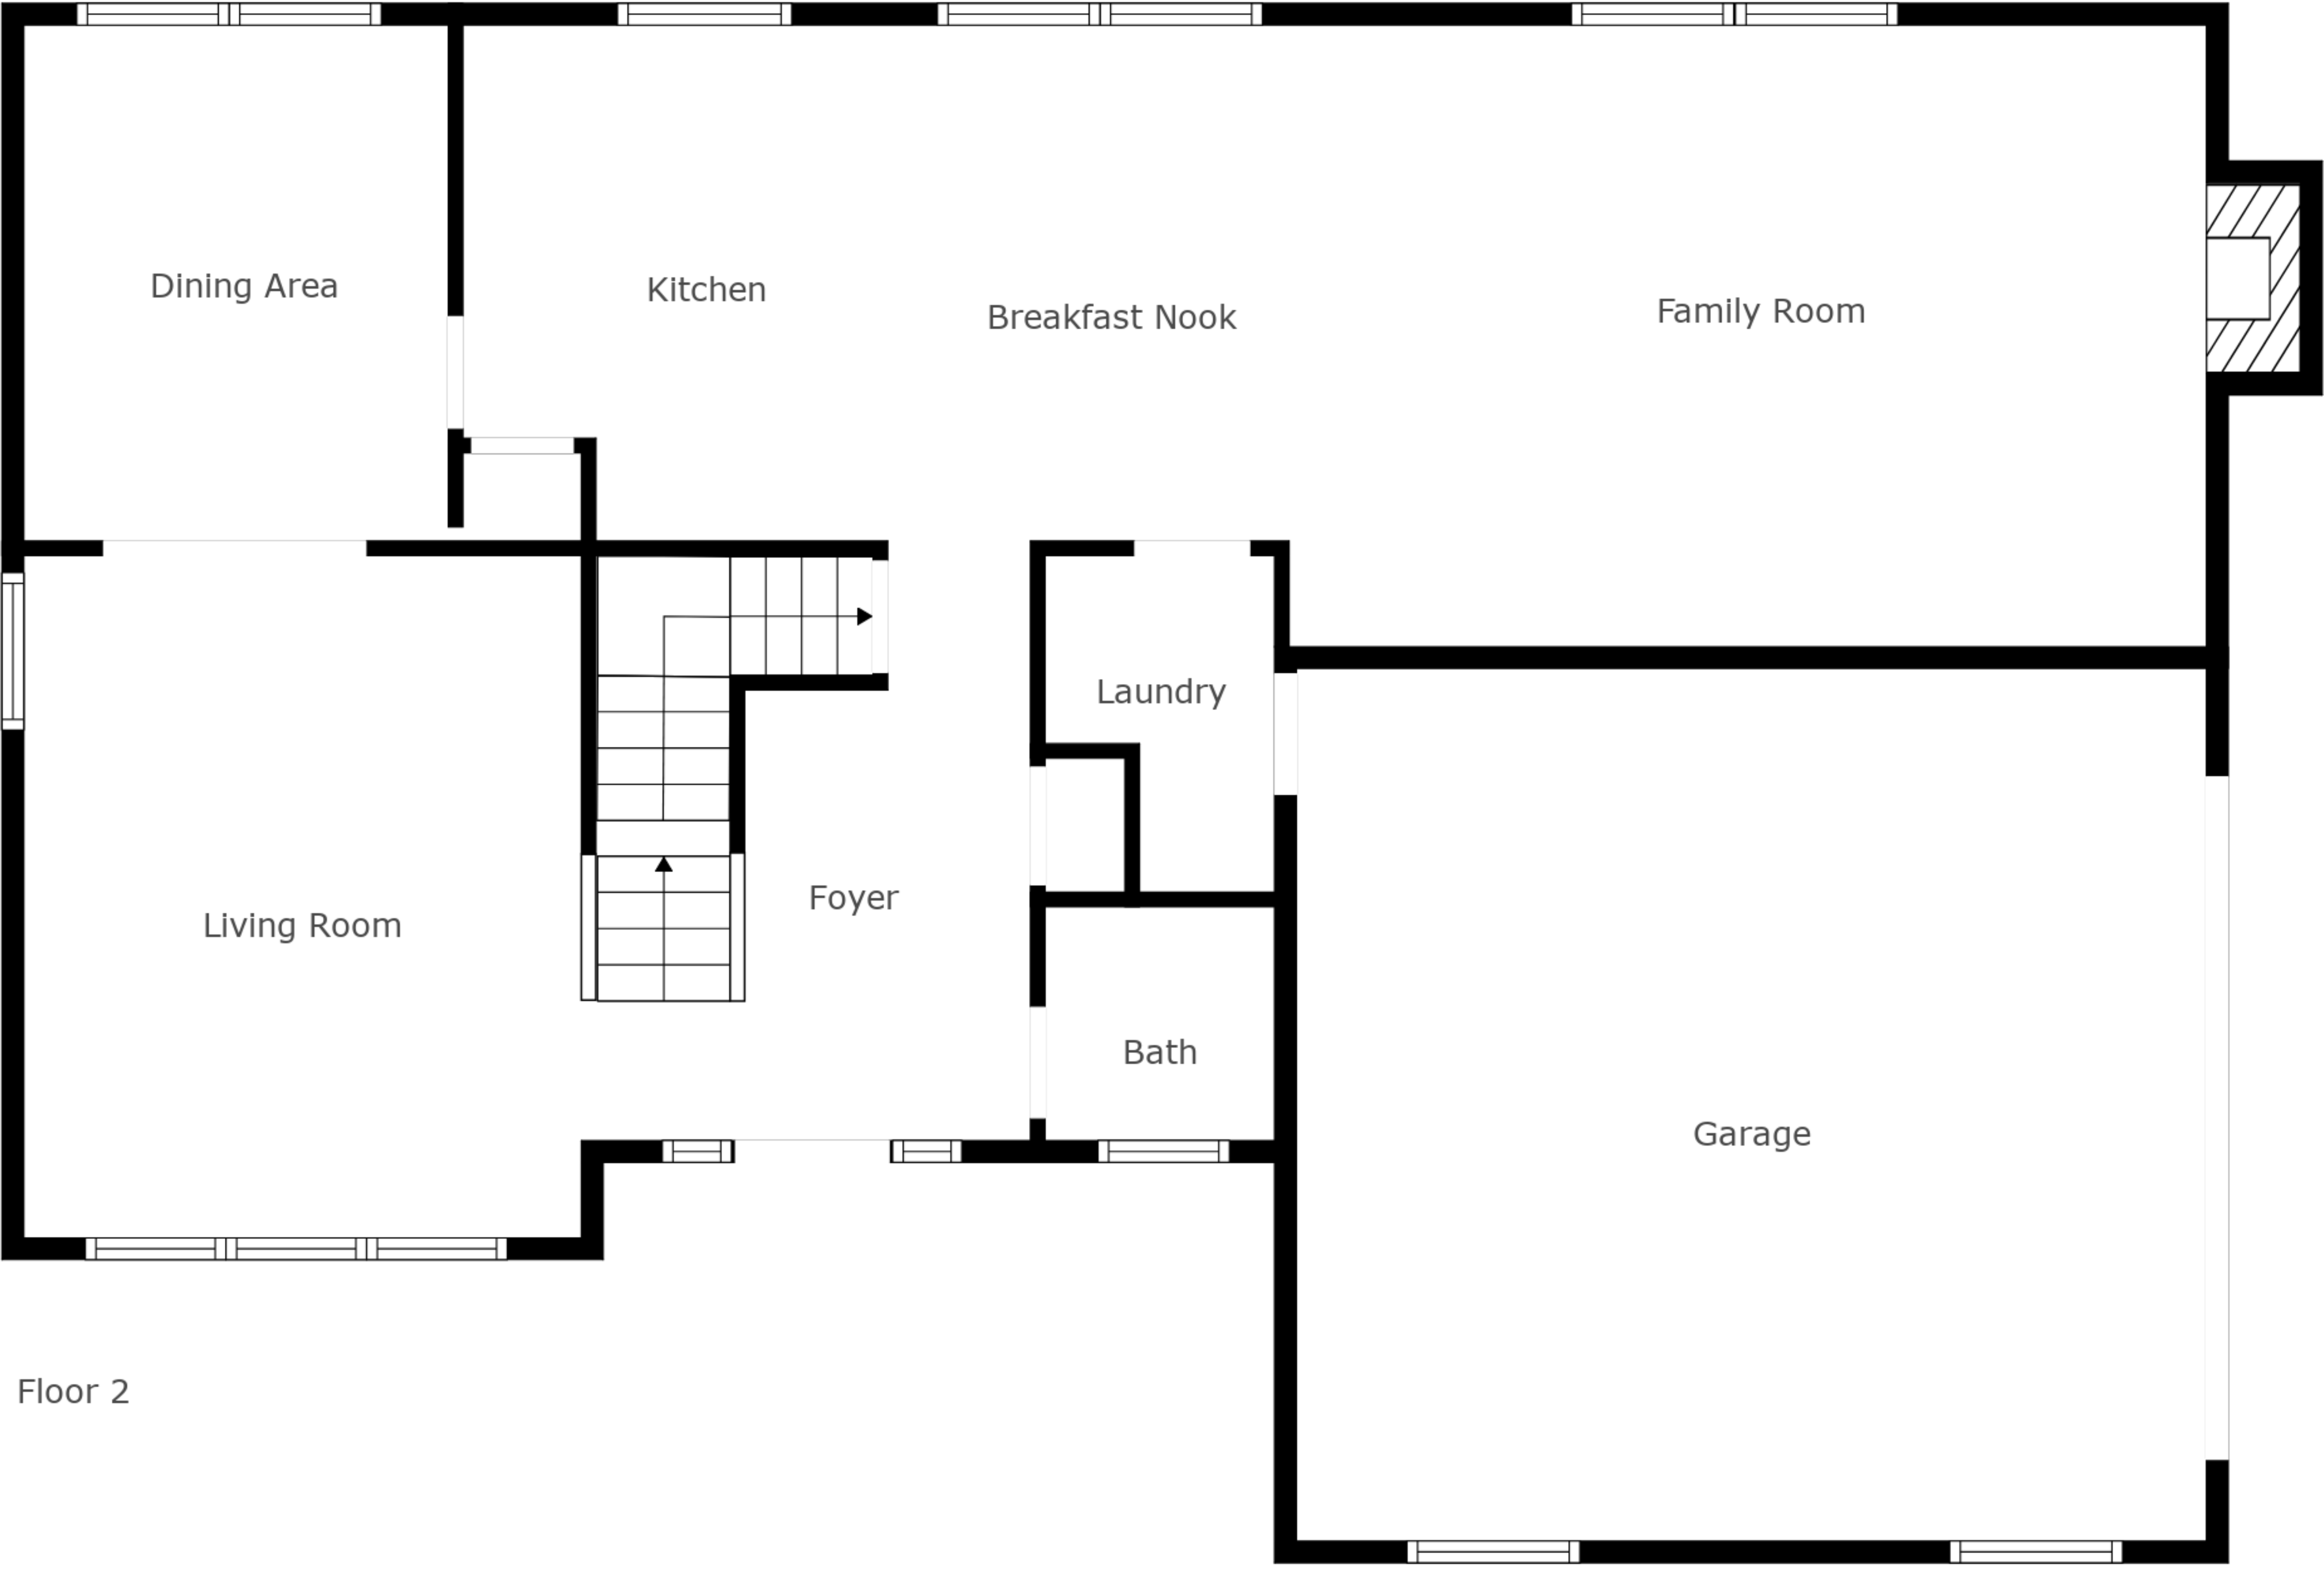 Dining Area
Kitchen
Breakfast Nook
Family Room
Laundry
Living Room
Foyer
Bath
Garage
Floor 2